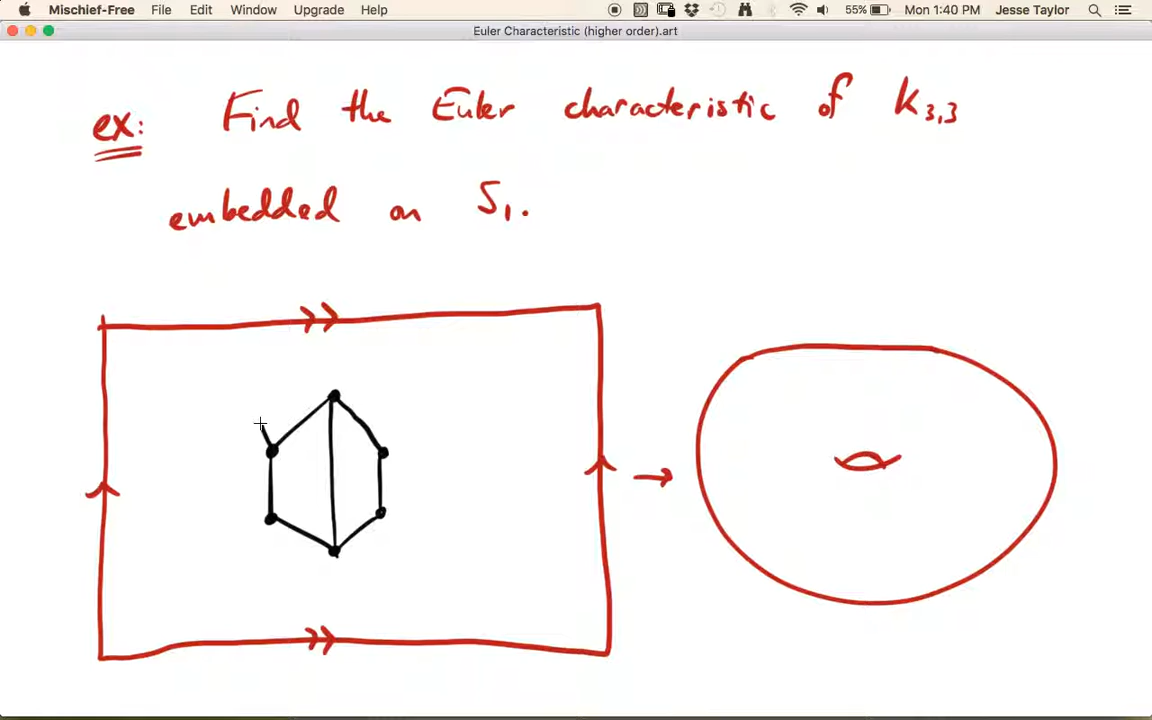 Mischief-Free File Edit Window Upgrade Help 55% Mon 1:40 PM Jesse Taylor
Euler Characteristic (higher order).art
ex: Find the Euler characteristic of K3,3
embedded on S1.